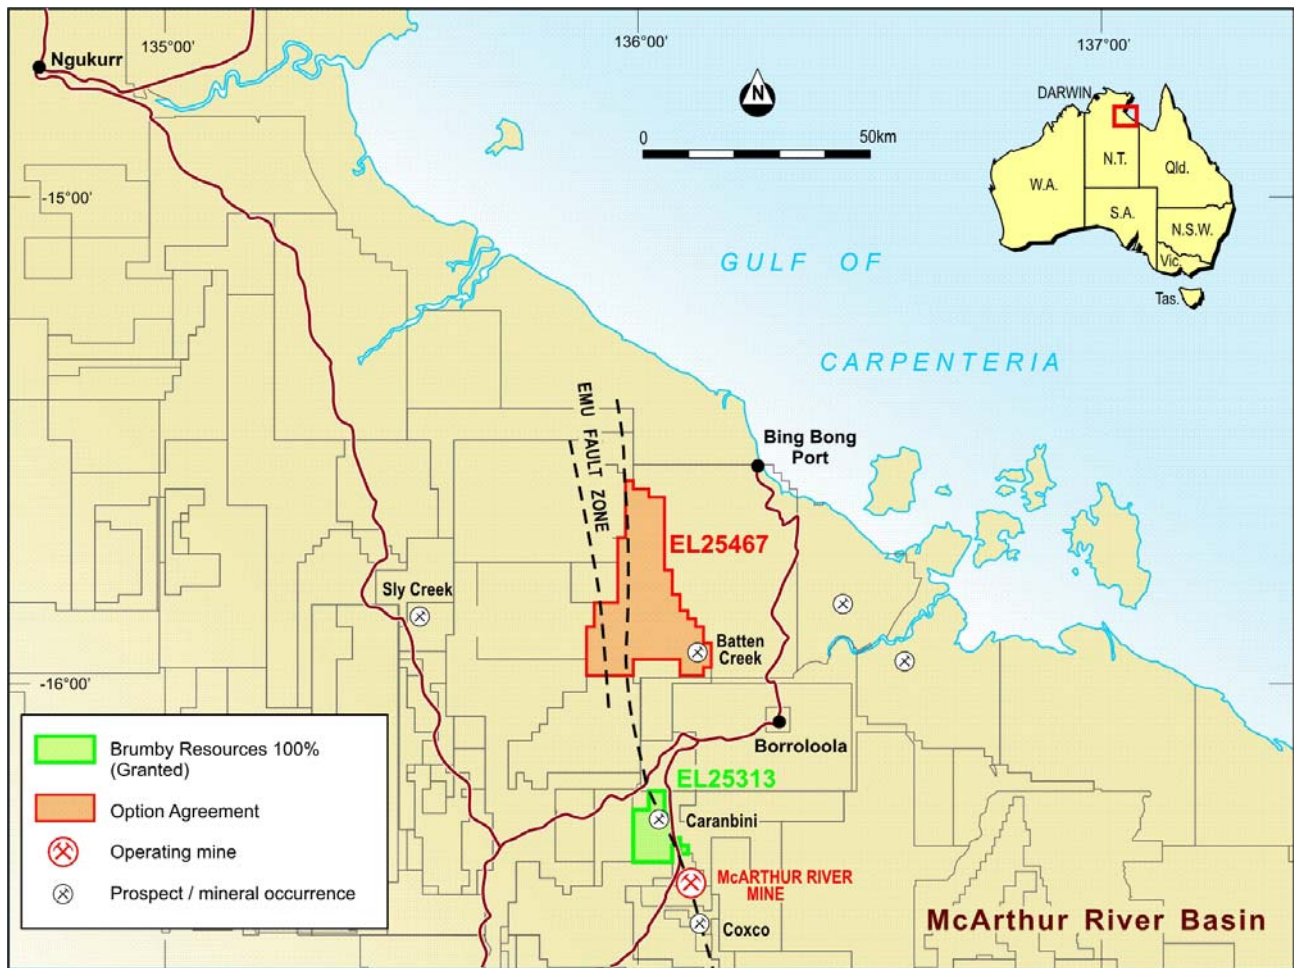 135°00'
136°00'
137°00'
Ngukurr
N
0
50km
DARWIN
N.T.
W.A.
Qld.
S.A.
N.S.W.
Vic.
Tas.
-15°00'
GULF OF
CARPENTERIA
EMU FAULT ZONE
Bing Bong
Port
EL25467
Sly Creek
Batten
Creek
-16°00'
Borroloola
EL25313
Caranbini
McARTHUR RIVER
MINE
Coxco
McArthur River Basin
Brumby Resources 100%
(Granted)
Option Agreement
Operating mine
Prospect / mineral occurrence